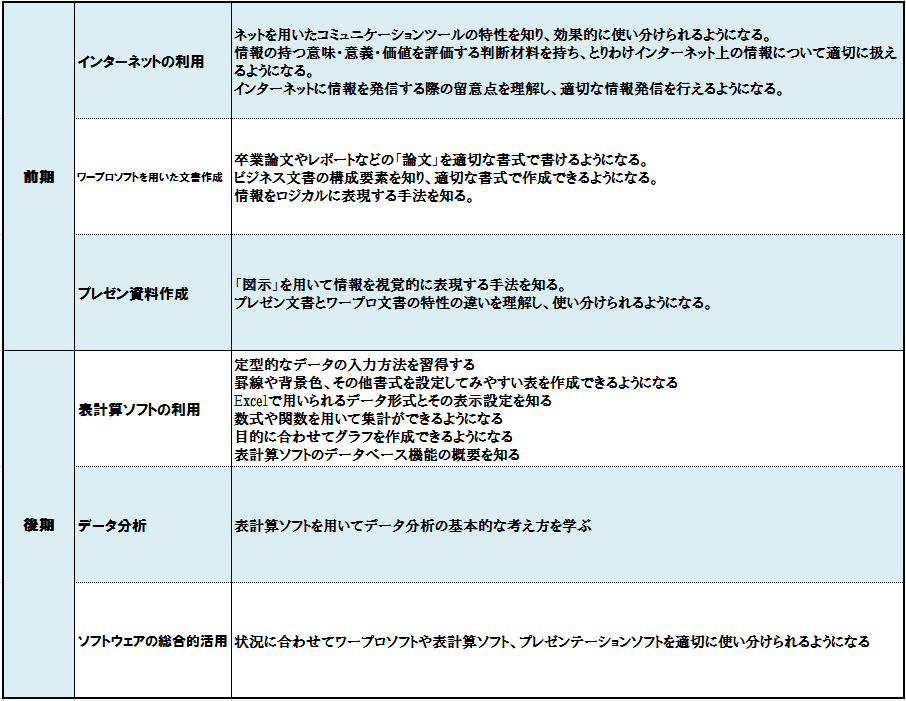 前期
インターネットの利用
ネットを用いたコミュニケーションツールの特性を知り、効果的に使い分けられるようになる。
情報の持つ意味・意義・価値を評価する判断材料を持ち、とりわけインターネット上の情報について適切に扱え
るようになる。
インターネットに情報を発信する際の留意点を理解し、適切な情報発信を行えるようになる。
ワープロソフトを用いた文書作成
卒業論文やレポートなどの「論文」を適切な書式で書けるようになる。
ビジネス文書の構成要素を知り、適切な書式で作成できるようになる。
情報をロジカルに表現する手法を知る。
プレゼン資料作成
「図示」を用いて情報を視覚的に表現する手法を知る。
プレゼン文書とワープロ文書の特性の違いを理解し、使い分けられるようになる。
後期
表計算ソフトの利用
定型的なデータの入力方法を習得する
罫線や背景色、その他書式を設定してみやすい表を作成できるようになる
Excelで用いられるデータ形式とその表示設定を知る
数式や関数を用いて集計ができるようになる
目的に合わせてグラフを作成できるようになる
表計算ソフトのデータベース機能の概要を知る
データ分析
表計算ソフトを用いてデータ分析の基本的な考え方を学ぶ
ソフトウェアの総合的活用
状況に合わせてワープロソフトや表計算ソフト、プレゼンテーションソフトを適切に使い分けられるようになる